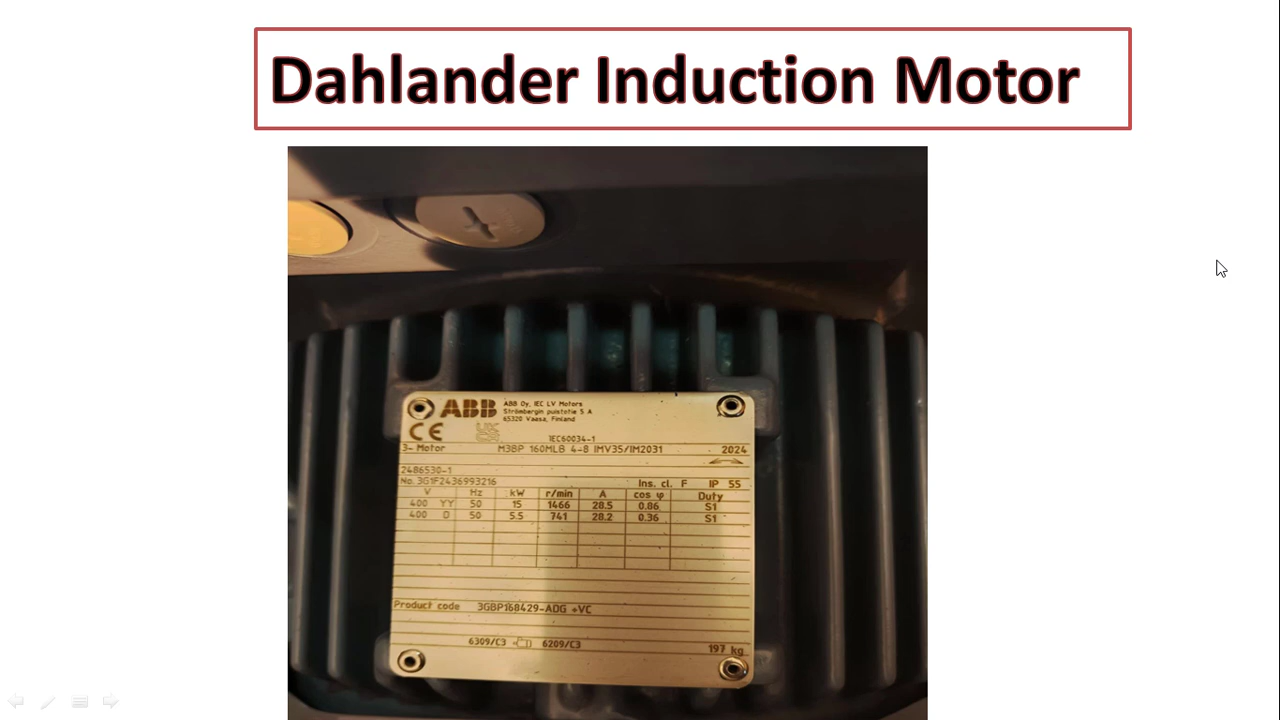 Dahlander Induction Motor
ABB
ABB Oy, IEC LV Motors
Strömbergin puistotie 5 A
65320 Vaasa, Finland
CE
UK CA
IEC60034-1
3~ Motor M3BP 160MLB 4-8 IMV35/IM2031 2024
2486530-1
No. 3G1F2436993216 Ins. cl. F IP 55
V Hz kW r/min A cos φ Duty
400 YY 50 15 1466 28.5 0.86 S1
400 D 50 5.5 741 28.2 0.36 S1
Product code 3GBP168429-ADG +VC
6309/C3 6209/C3 197 kg